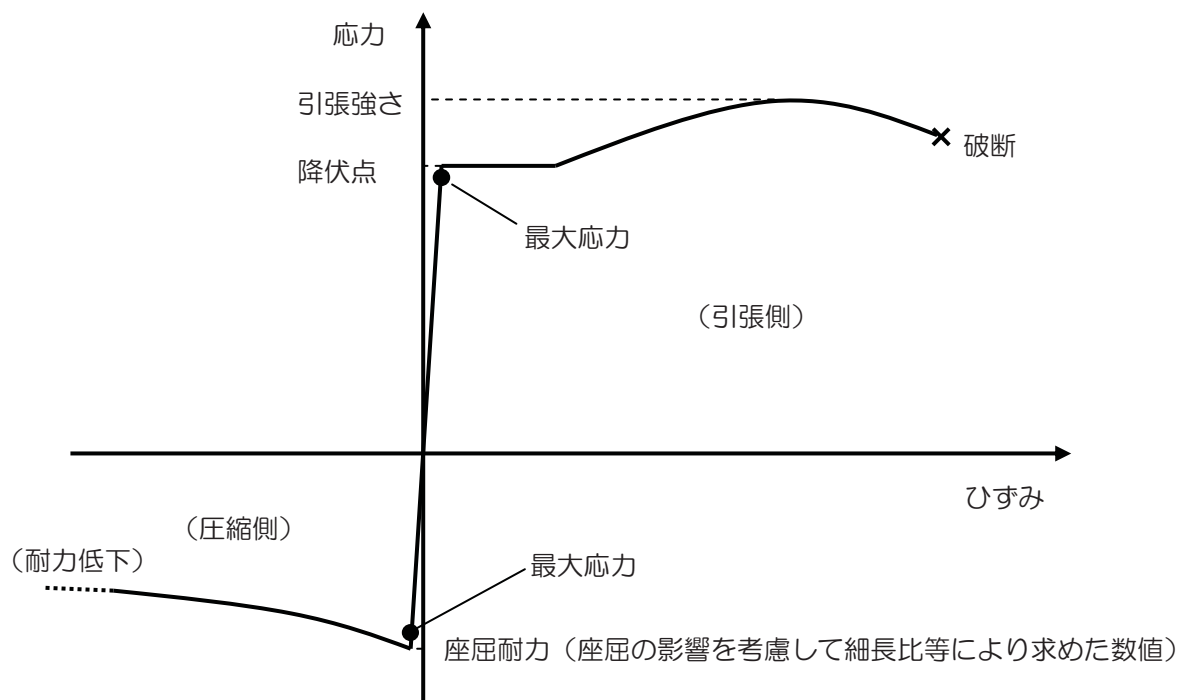 応力
引張強さ
降伏点
破断
最大応力
（引張側）
ひずみ
（圧縮側）
（耐力低下）
最大応力
座屈耐力（座屈の影響を考慮して細長比等により求めた数値）